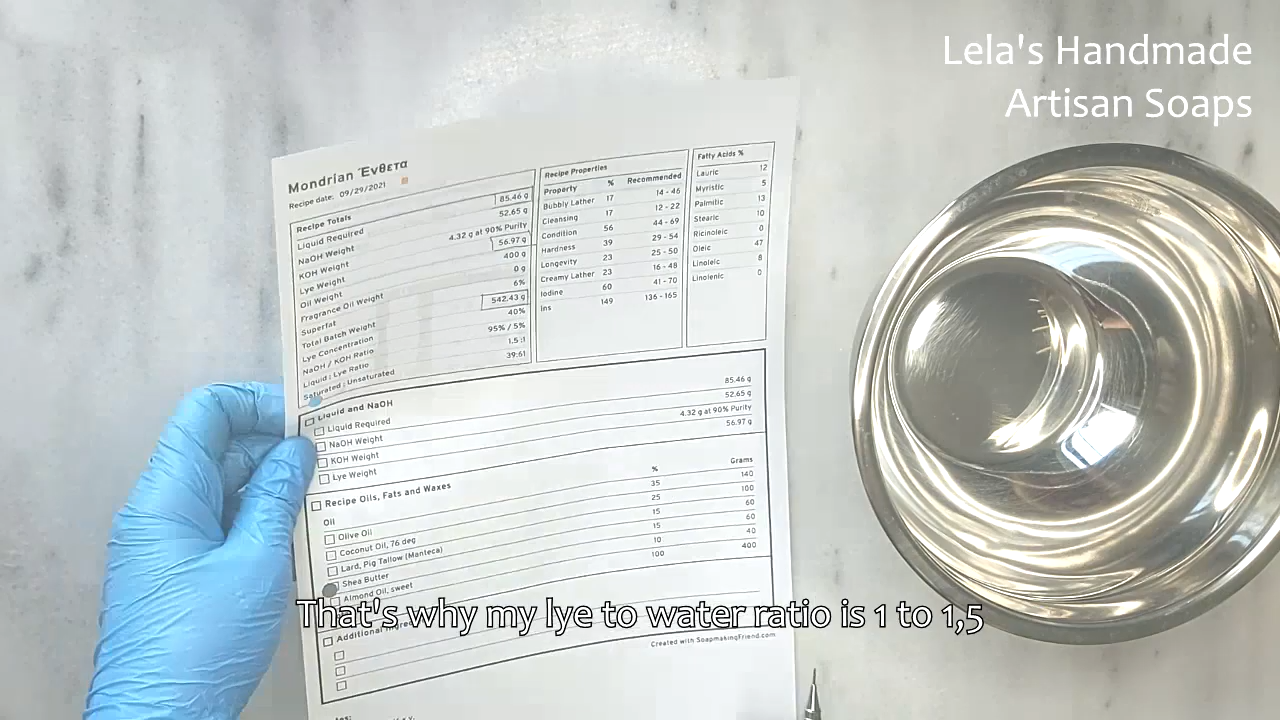 Lela's Handmade
Artisan Soaps
Mondrian Ένθετα
Recipe date: 09/29/2021
Recipe Totals
Liquid Required 85.46 g
NaOH Weight 52.65 g
KOH Weight 4.32 g at 90% Purity
Lye Weight 56.97 g
Oil Weight 400 g
Fragrance Oil Weight 0 g
Superfat 6%
Total Batch Weight 542.43 g
Lye Concentration 40%
NaOH / KOH Ratio 95% / 5%
Liquid : Lye Ratio 1.5 :1
Saturated : Unsaturated 39:61
Recipe Properties
Property % Recommended
Bubbly Lather 17 14 - 46
Cleansing 17 12 - 22
Condition 56 44 - 69
Hardness 39 29 - 54
Longevity 23 25 - 50
Creamy Lather 23 16 - 48
Iodine 60 41 - 70
Ins 149 136 - 165
Fatty Acids %
Lauric 12
Myristic 5
Palmitic 13
Stearic 10
Ricinoleic 0
Oleic 47
Linoleic 8
Linolenic 0
Liquid and NaOH
Liquid Required 85.46 g
NaOH Weight 52.65 g
KOH Weight 4.32 g at 90% Purity
Lye Weight 56.97 g
Recipe Oils, Fats and Waxes
Oil % Grams
Olive Oil 35 140
Coconut Oil, 76 deg 25 100
Lard, Pig Tallow (Manteca) 15 60
Shea Butter 15 60
Almond Oil, sweet 10 40
100 400
That's why my lye to water ratio is 1 to 1,5
Additional
Created with SoapmakingFriend.com